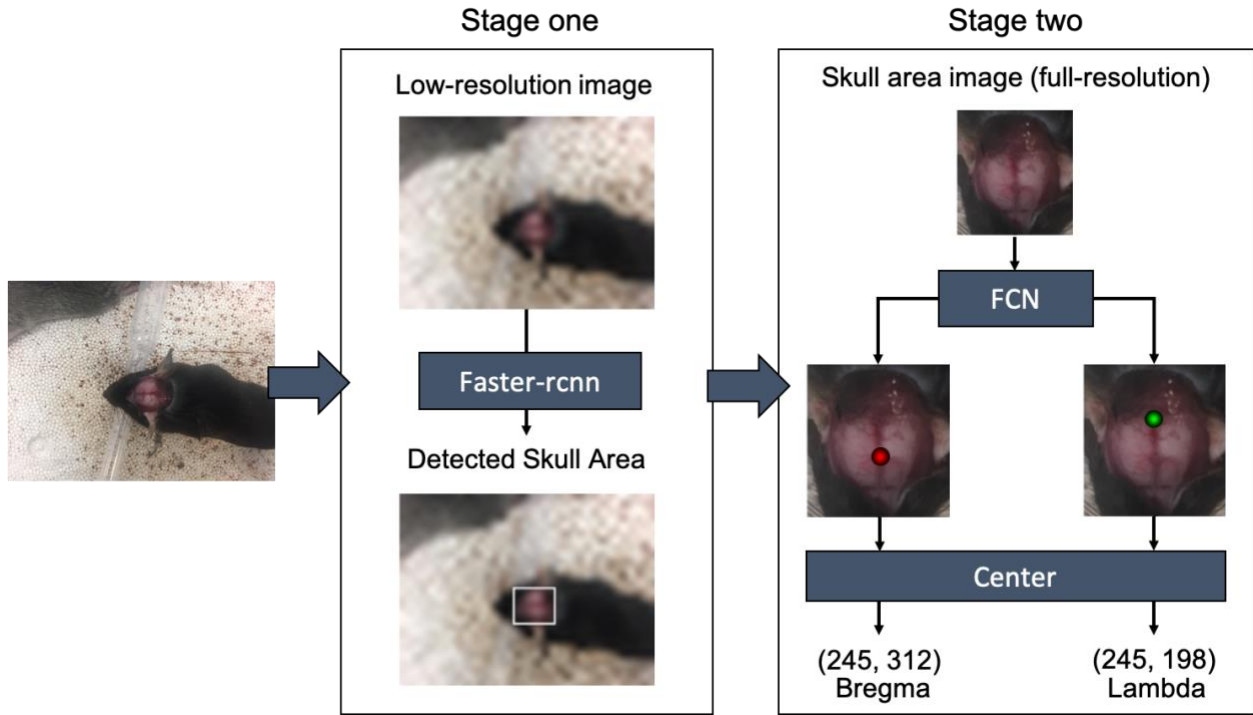 Stage one
Low-resolution image
Faster-rcnn
Detected Skull Area
Stage two
Skull area image (full-resolution)
FCN
Center
(245, 312)
Bregma
(245, 198)
Lambda